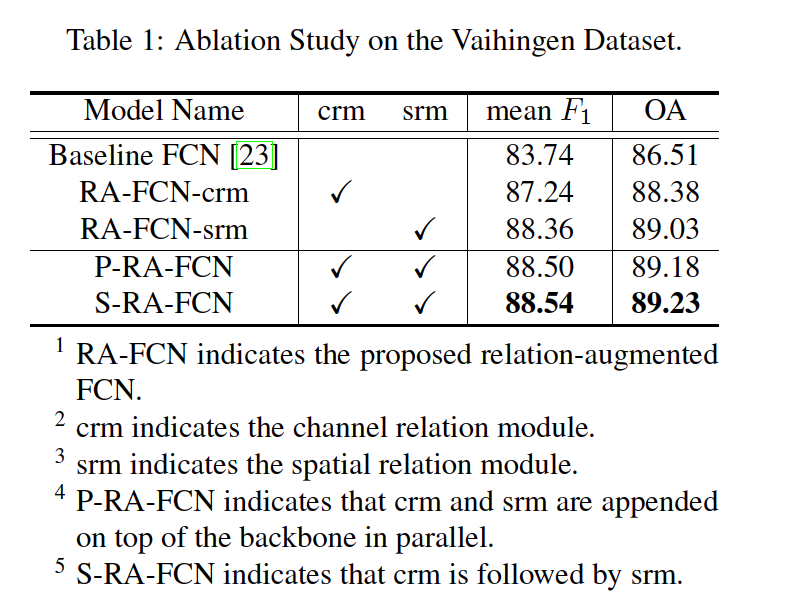 Table 1: Ablation Study on the Vaihingen Dataset.
Model Name crm srm mean F₁ OA
Baseline FCN [23] 83.74 86.51
RA-FCN-crm ✓ 87.24 88.38
RA-FCN-srm ✓ 88.36 89.03
P-RA-FCN ✓ ✓ 88.50 89.18
S-RA-FCN ✓ ✓ 88.54 89.23
¹ RA-FCN indicates the proposed relation-augmented
FCN.
² crm indicates the channel relation module.
³ srm indicates the spatial relation module.
⁴ P-RA-FCN indicates that crm and srm are appended
on top of the backbone in parallel.
⁵ S-RA-FCN indicates that crm is followed by srm.